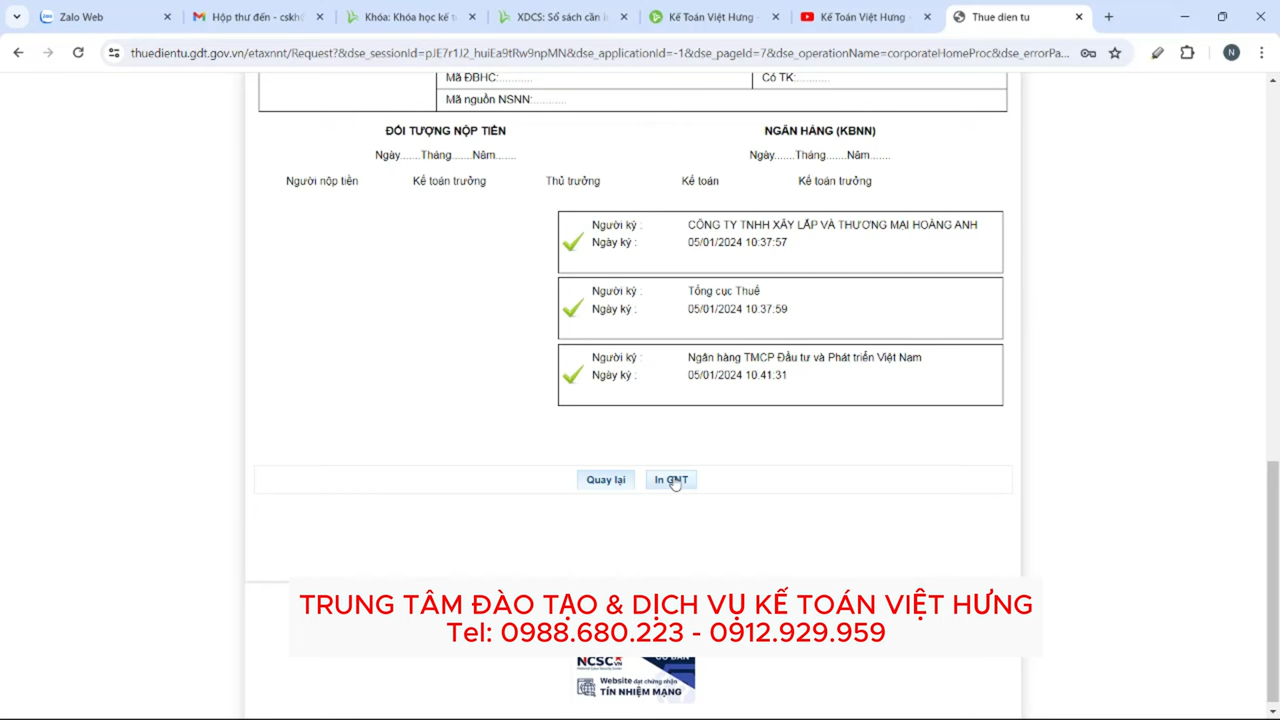 Zalo Web
Hộp thư đến - cskh
Khóa: Khóa học kế t
XDCS: Sổ sách cần i
Kế Toán Việt Hưng -
Kế Toán Việt Hưng
Thue dien tu
thuedientu.gdt.gov.vn/etaxnnt/Request?&dse_sessionId=pJE7r1J2_huiEa9tRw9npMN&dse_applicationId=-1&dse_pageId=7&dse_operationName=corporateHomeProc&dse_errorPa...
N
Mã ĐBHC:.......... Có TK:..........
Mã nguồn NSNN:..........
ĐỐI TƯỢNG NỘP TIỀN
NGÂN HÀNG (KBNN)
Ngày.......Tháng.......Năm.......
Ngày.......Tháng.......Năm.......
Người nộp tiền Kế toán trưởng Thủ trưởng Kế toán Kế toán trưởng
Người ký : CÔNG TY TNHH XÂY LẮP VÀ THƯƠNG MẠI HOÀNG ANH
Ngày ký : 05/01/2024 10:37:57
Người ký : Tổng cục Thuế
Ngày ký : 05/01/2024 10:37:59
Người ký : Ngân hàng TMCP Đầu tư và Phát triển Việt Nam
Ngày ký : 05/01/2024 10.41:31
Quay lại In GNT
TRUNG TÂM ĐÀO TẠO & DỊCH VỤ KẾ TOÁN VIỆT HƯNG
Tel: 0988.680.223 - 0912.929.959
NCSC.VN
Website đạt chứng nhận
TÍN NHIỆM MẠNG